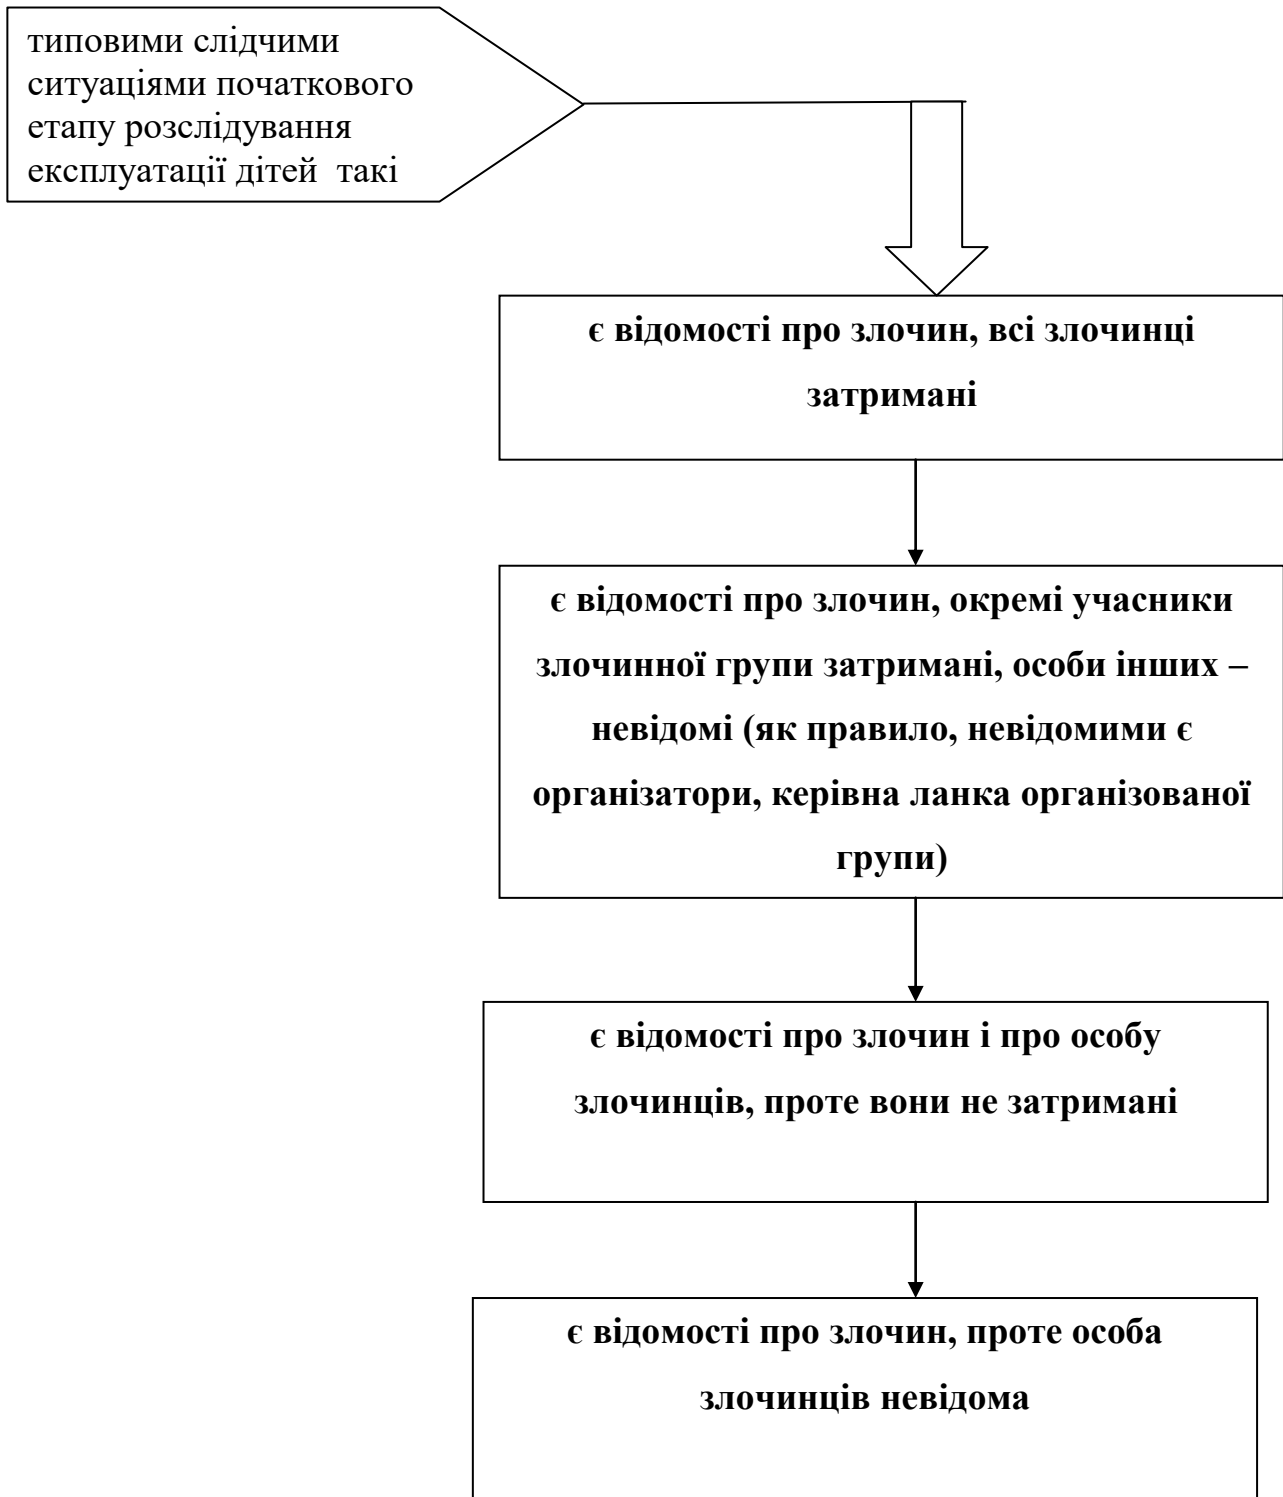 типовими слідчими
ситуаціями початкового
етапу розслідування
експлуатації дітей такі
є відомості про злочин, всі злочинці
затримані
є відомості про злочин, окремі учасники
злочинної групи затримані, особи інших –
невідомі (як правило, невідомими є
організатори, керівна ланка організованої
групи)
є відомості про злочин і про особу
злочинців, проте вони не затримані
є відомості про злочин, проте особа
злочинців невідома